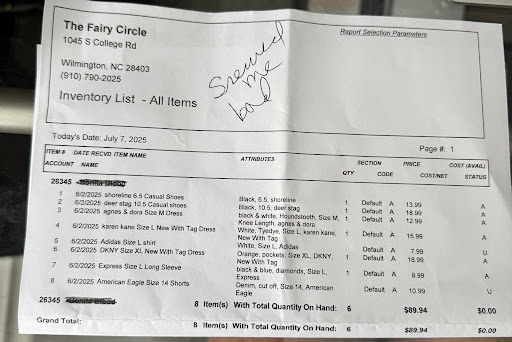 The Fairy Circle
1045 S College Rd
Wilmington, NC 28403
(910) 790-2025
Inventory List - All Items
Report Selection Parameters
Screwed
me
bad
Today's Date: July 7, 2025
Page #: 1
ITEM # DATE RECVD ITEM NAME ATTRIBUTES SECTION PRICE COST (AVAIL)
ACCOUNT NAME QTY CODE COST/NET STATUS
26345
1 6/2/2025 shoreline 6.5 Casual Shoes Black, 6.5, shoreline 1 Default A 13.99 A
2 6/2/2025 deer stag 10.5 Casual shoes Black, 10.5, deer stag 1 Default A 18.99 A
3 6/2/2025 agnes & dora Size M Dress black & white, Houndstooth, Size M, 1 Default A 12.99 A
Knee Length, agnes & dora
4 6/2/2025 karen kane Size L New With Tag Dress White, Tyedye, Size L, karen kane, 1 Default A 15.99 A
New With Tag
5 6/2/2025 Adidas Size L shirt White, Size L, Adidas Default A 7.99 U
6 6/2/2025 DKNY Size XL New With Tag Dress Orange, pockets, Size XL, DKNY, 1 Default A 18.99 A
New With Tag
7 6/2/2025 Express Size L Long Sleeve black & blue, diamonds, Size L, 1 Default A 8.99 A
Express
8 6/2/2025 American Eagle Size 14 Shorts Denim, cut off, Size 14, American Default A 10.99 U
Eagle
26345 8 Item(s) With Total Quantity On Hand: 6 $89.94 $0.00
Grand Total: 8 Item(s) With Total Quantity On Hand: 6 $89.94 $0.00